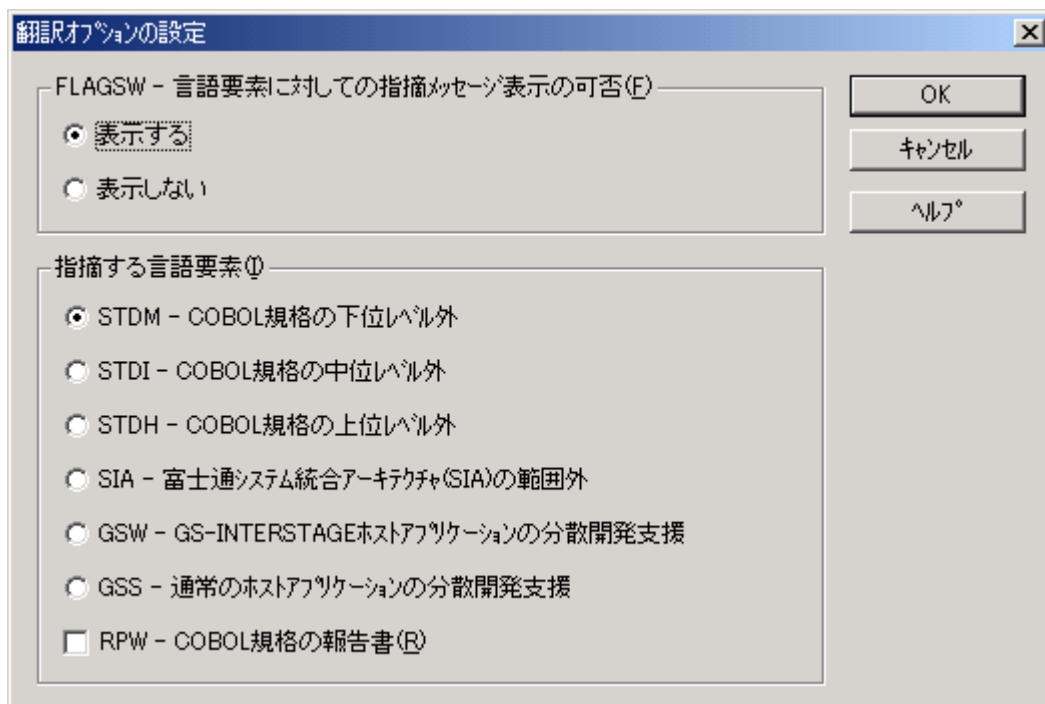 翻訳ｵﾌﾟｼｮﾝの設定
FLAGSW - 言語要素に対しての指摘ﾒｯｾｰｼﾞ表示の可否(F)
表示する
表示しない
OK
ｷｬﾝｾﾙ
ﾍﾙﾌﾟ
指摘する言語要素(I)
STDM - COBOL規格の下位ﾚﾍﾞﾙ外
STDI - COBOL規格の中位ﾚﾍﾞﾙ外
STDH - COBOL規格の上位ﾚﾍﾞﾙ外
SIA - 富士通ｼｽﾃﾑ統合ｱｰｷﾃｸﾁｬ(SIA)の範囲外
GSW - GS-INTERSTAGEﾎｽﾄｱﾌﾟﾘｹｰｼｮﾝの分散開発支援
GSS - 通常のﾎｽﾄｱﾌﾟﾘｹｰｼｮﾝの分散開発支援
RPW - COBOL規格の報告書(R)